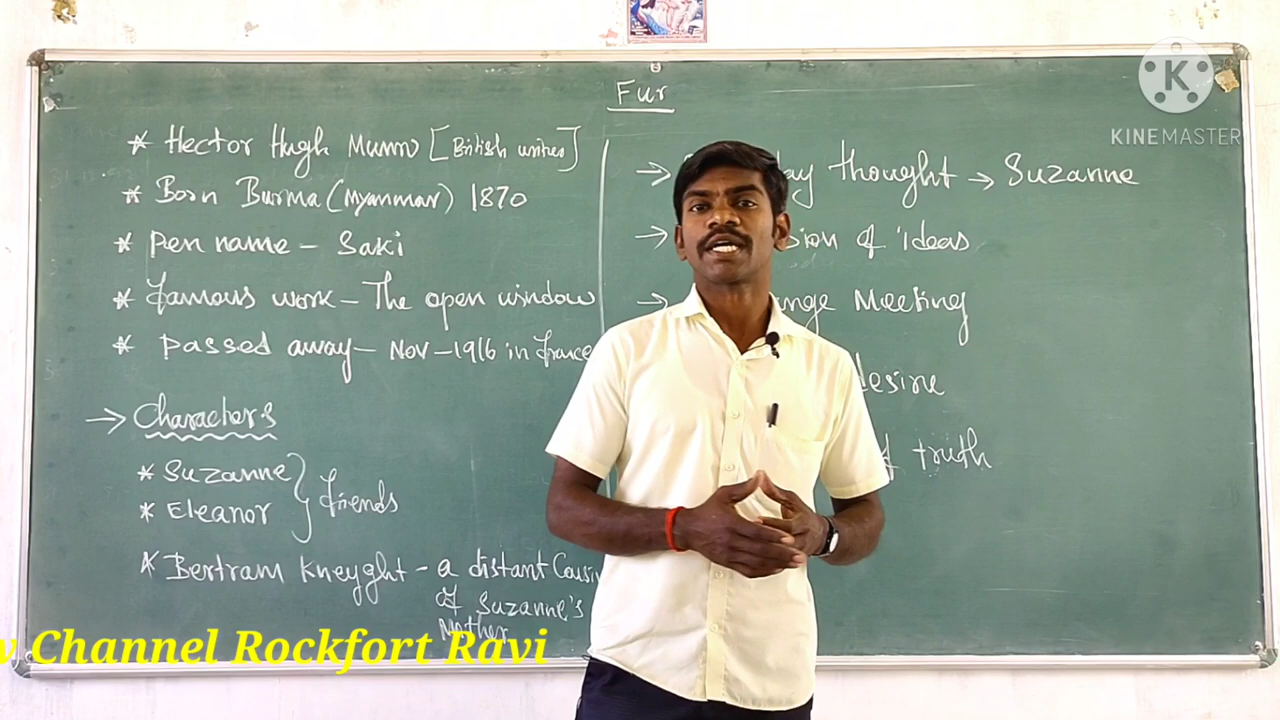 Fur
* Hector Hugh Munro [British writer]
* Born Burma (Myanmar) 1870
* Pen name - Saki
* famous work - The open window
* passed away - Nov - 1916 in france
→ Characters
* Suzanne
* Eleanor } friends
* Bertram Kneyght - a distant Cousin
of Suzanne's
Mother
→ thought → Suzanne
→ of ideas
→ Meeting
desire
truth
Channel Rockfort Ravi
K
KINEMASTER